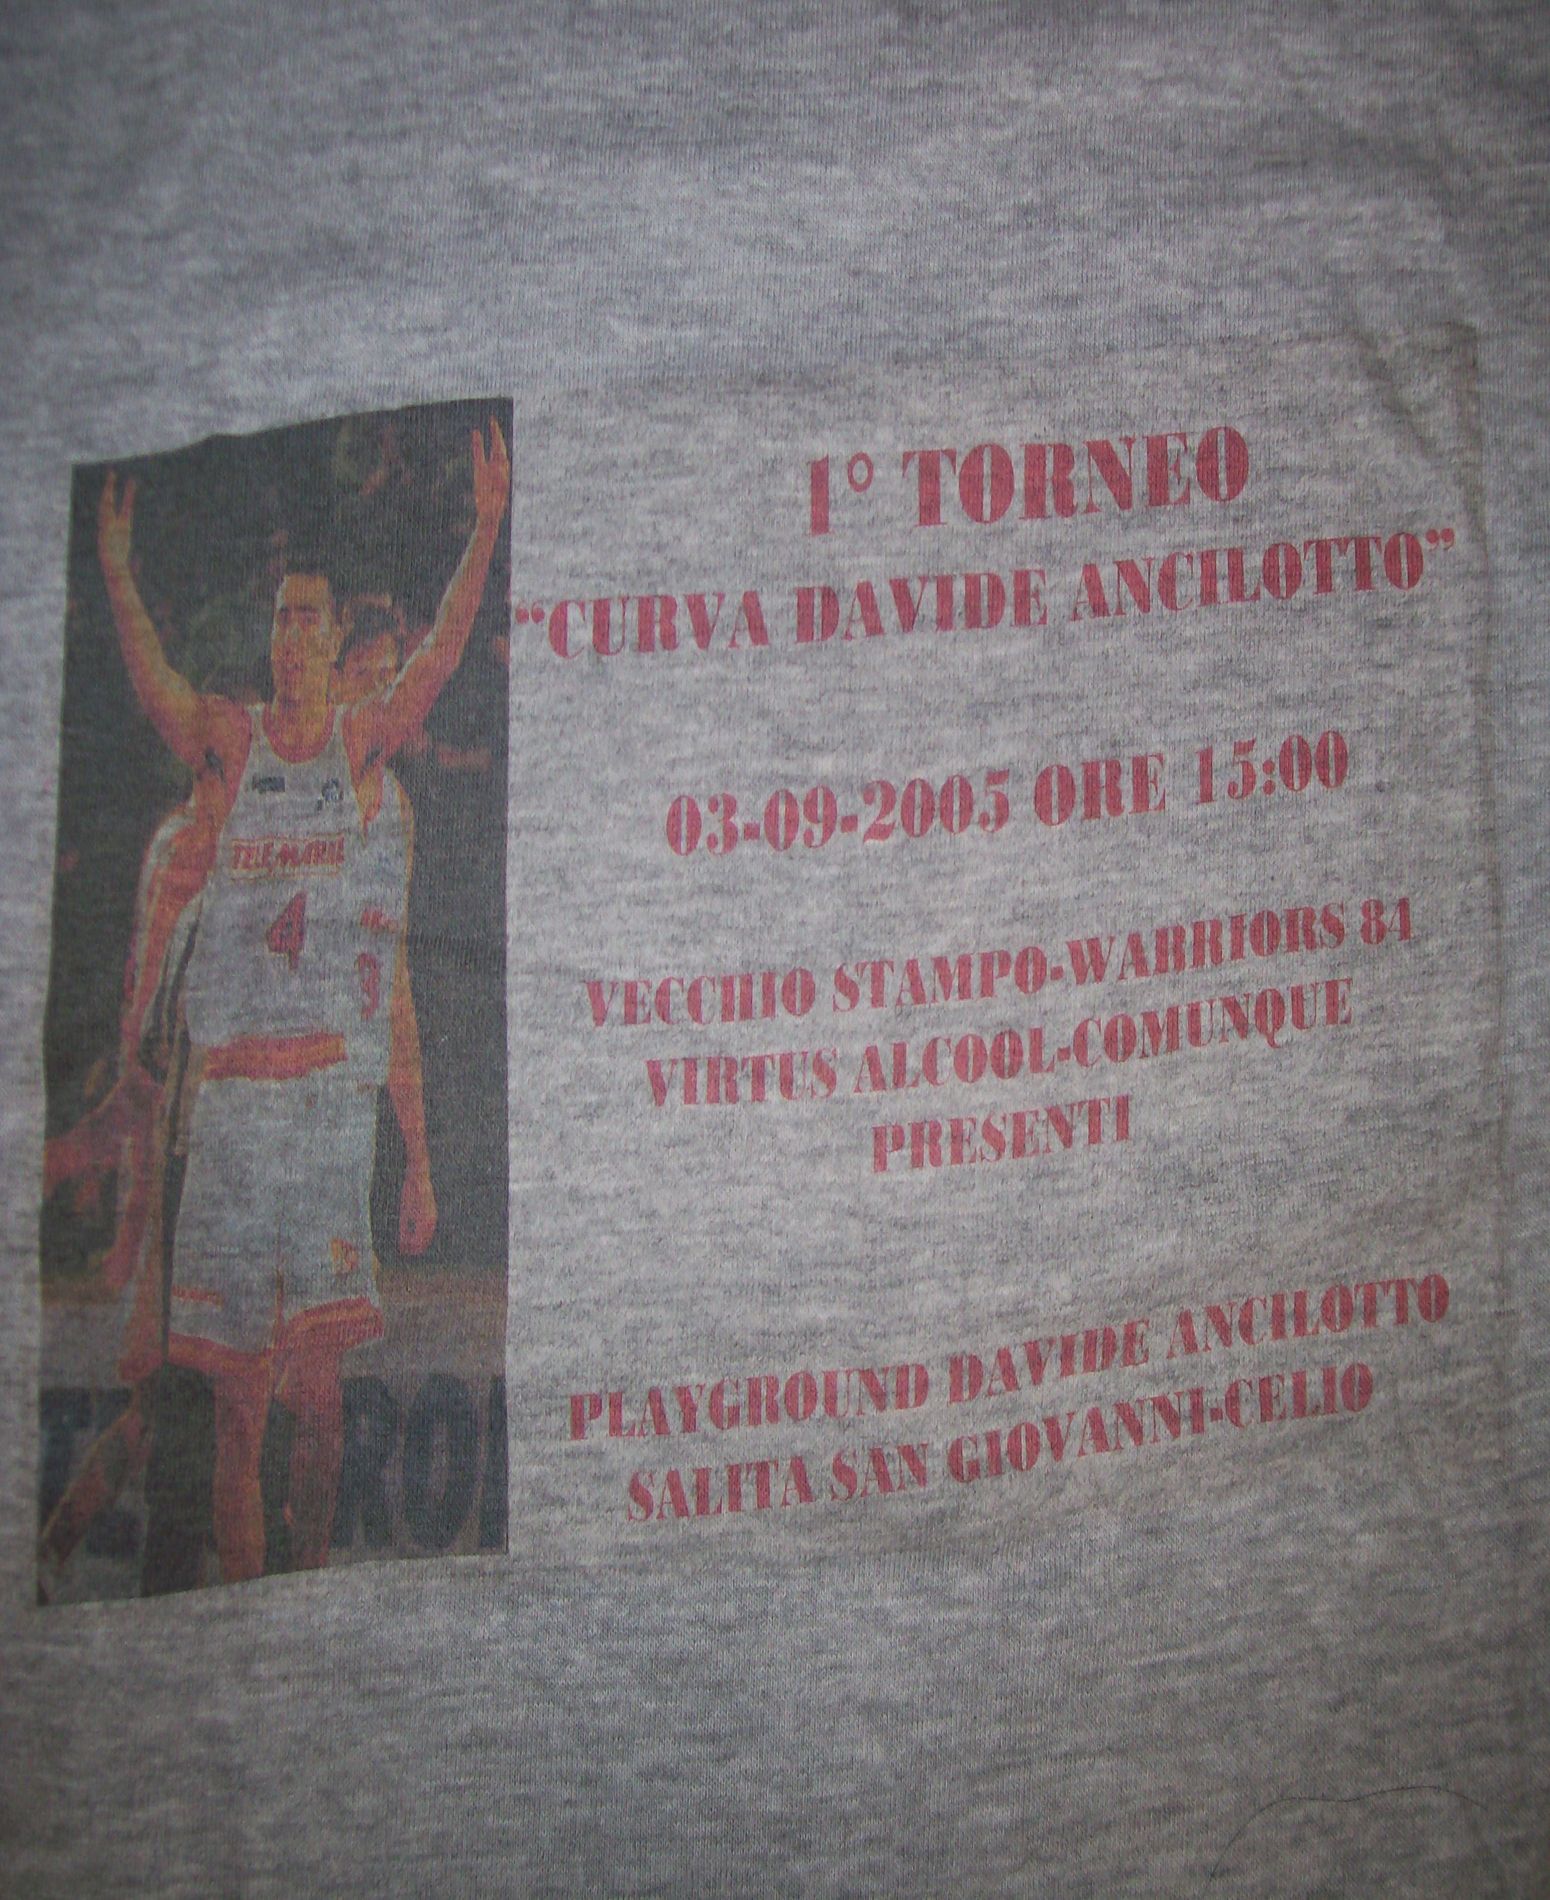 1° TORNEO
“CURVA DAVIDE ANCILOTTO”
03-09-2005 ORE 15:00
VECCHIO STAMPO-WARRIORS 84
VIRTUS ALCOOL-COMUNQUE
PRESENTI
PLAYGROUND DAVIDE ANCILOTTO
SALITA SAN GIOVANNI-CELIO
4